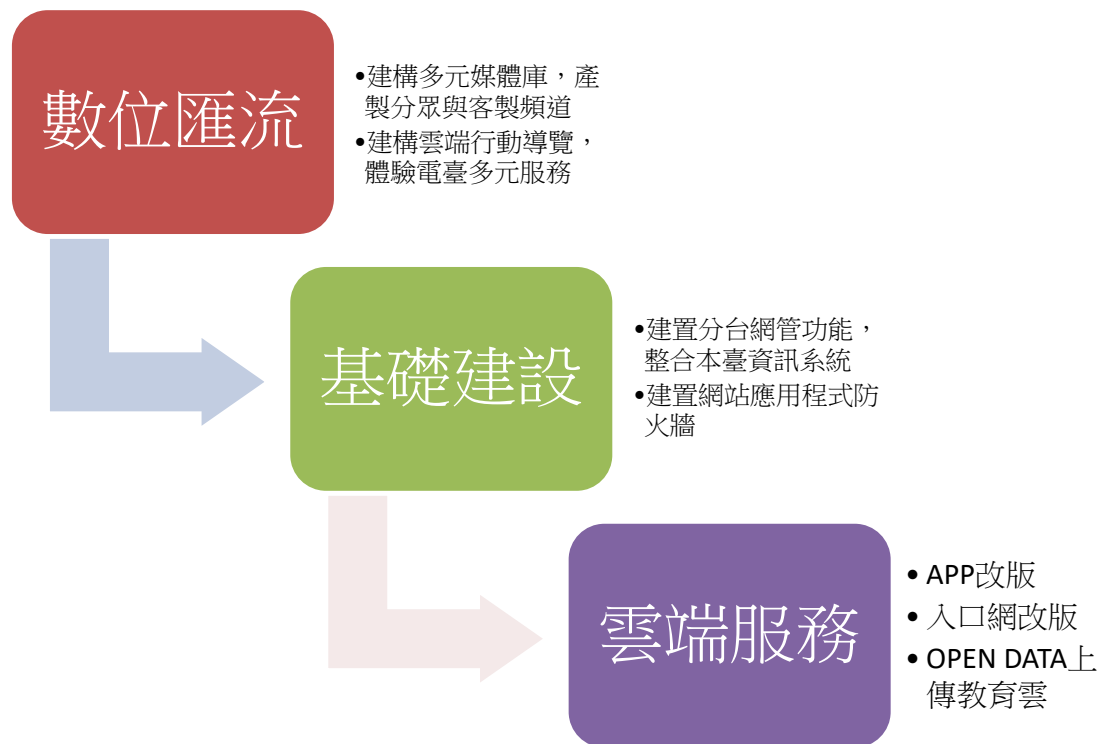 數位匯流
•建構多元媒體庫，產
製分眾與客製頻道
•建構雲端行動導覽，
體驗電臺多元服務
基礎建設
•建置分台網管功能，
整合本臺資訊系統
•建置網站應用程式防
火牆
雲端服務
• APP改版
• 入口網改版
• OPEN DATA上
傳教育雲